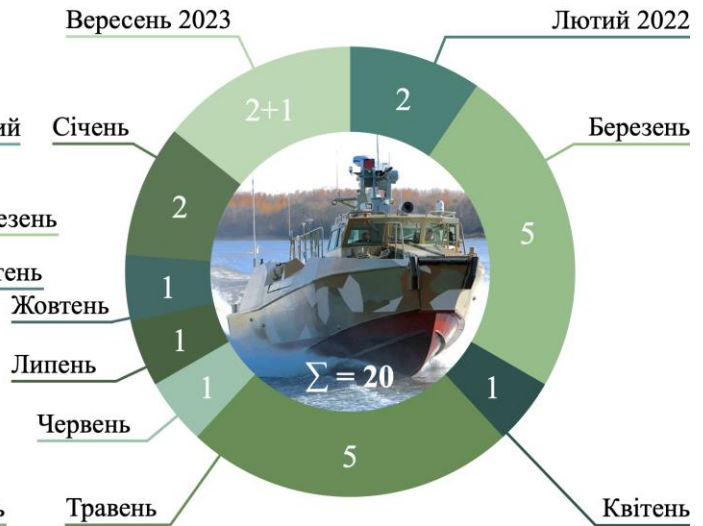 Вересень 2023
Лютий 2022
2+1
2
Січень
Березень
2
5
1
Жовтень
1
Липень
1
Σ = 20
1
Червень
5
Травень
Квітень